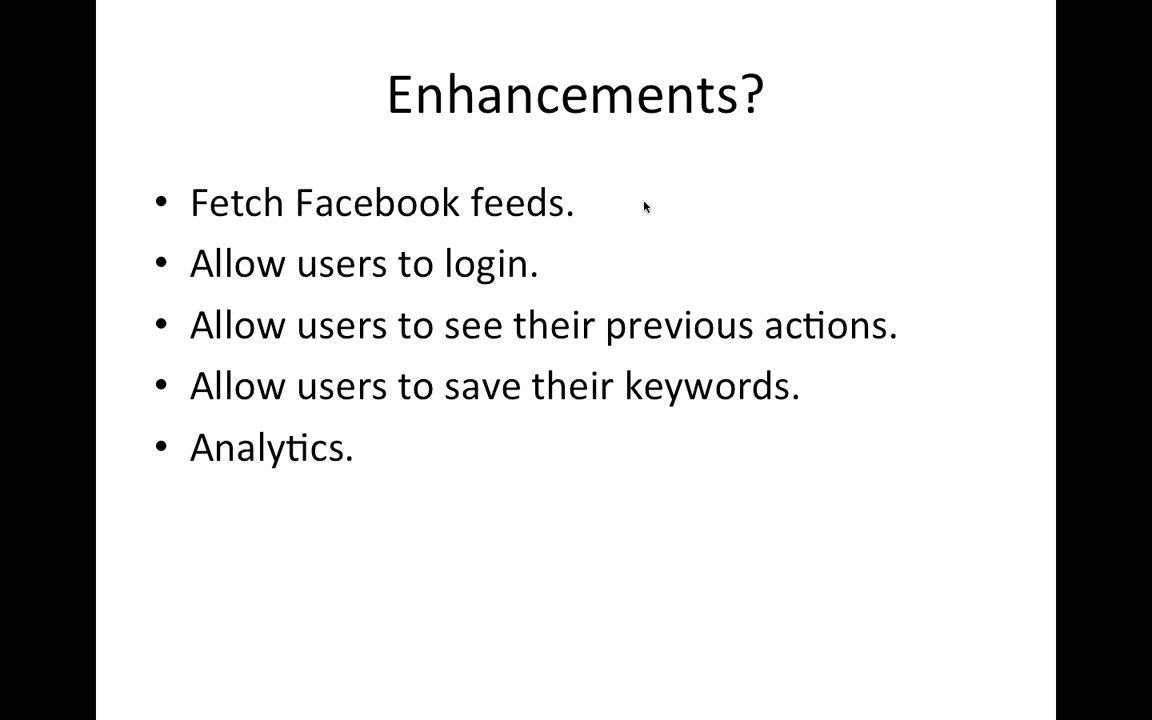 Enhancements?
• Fetch Facebook feeds.
• Allow users to login.
• Allow users to see their previous actions.
• Allow users to save their keywords.
• Analytics.